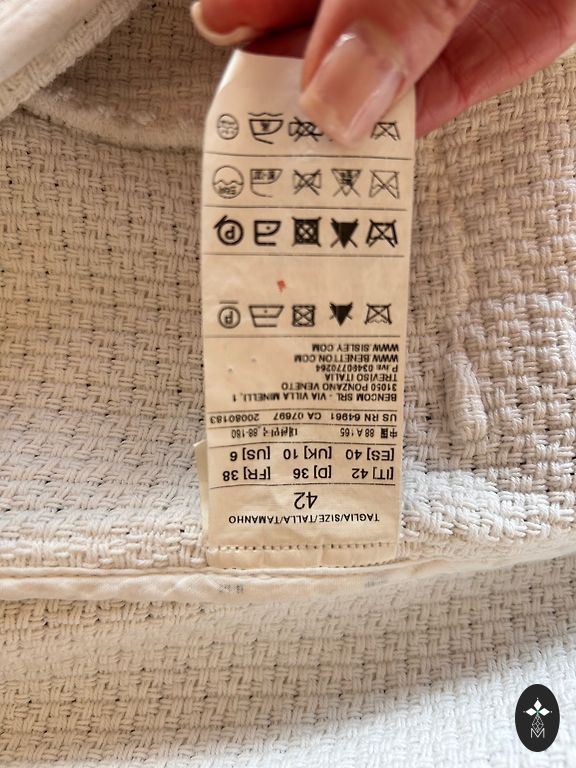 TAGLIA/SIZE/TALLA/TAMANHO
42
[IT] 42 [D] 36 [FR] 38
[ES] 40 [UK] 10 [US] 6
中国 88 A 165 88-180
US RN 64961 CA 07697 20080183
BENCOM SRL - VIA VILLA MINELLI, 1
31050 PONZANO VENETO
TREVISO ITALIA
P. iva: 03490770264
WWW.BENETTON.COM
WWW.SISLEY.COM
P
P
M